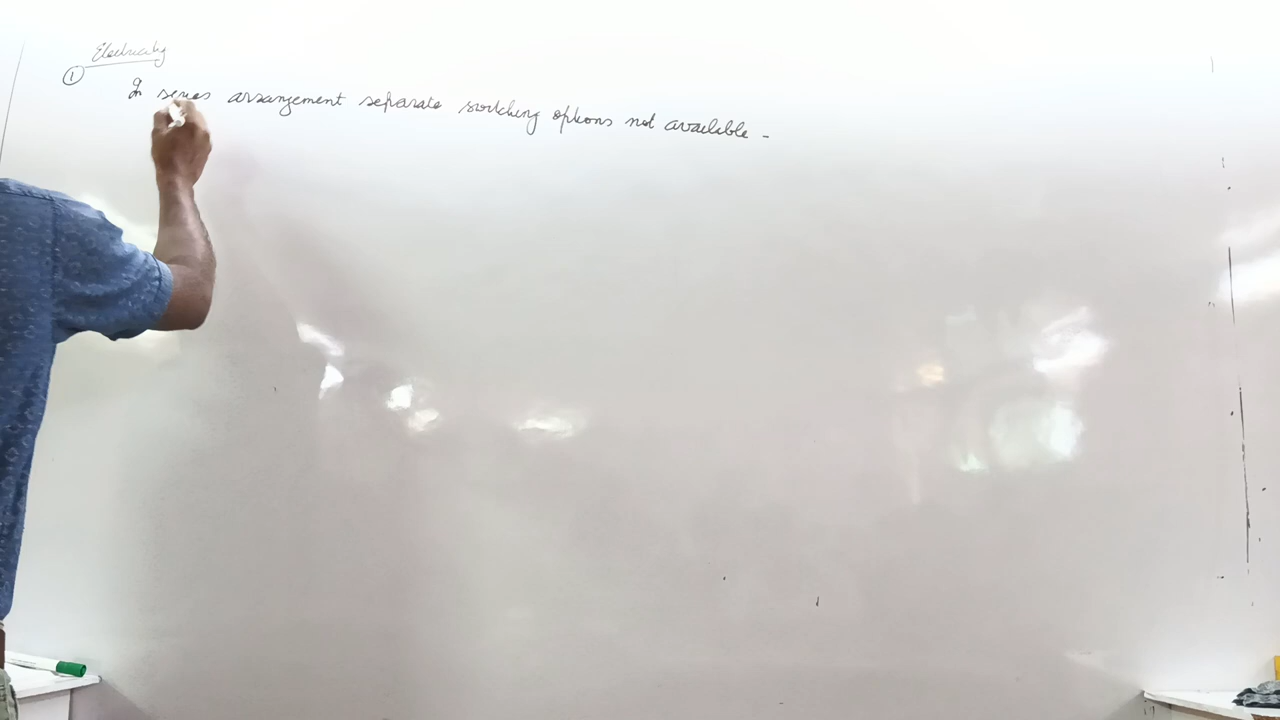 Electricity
① In series arrangement separate switching options not available -